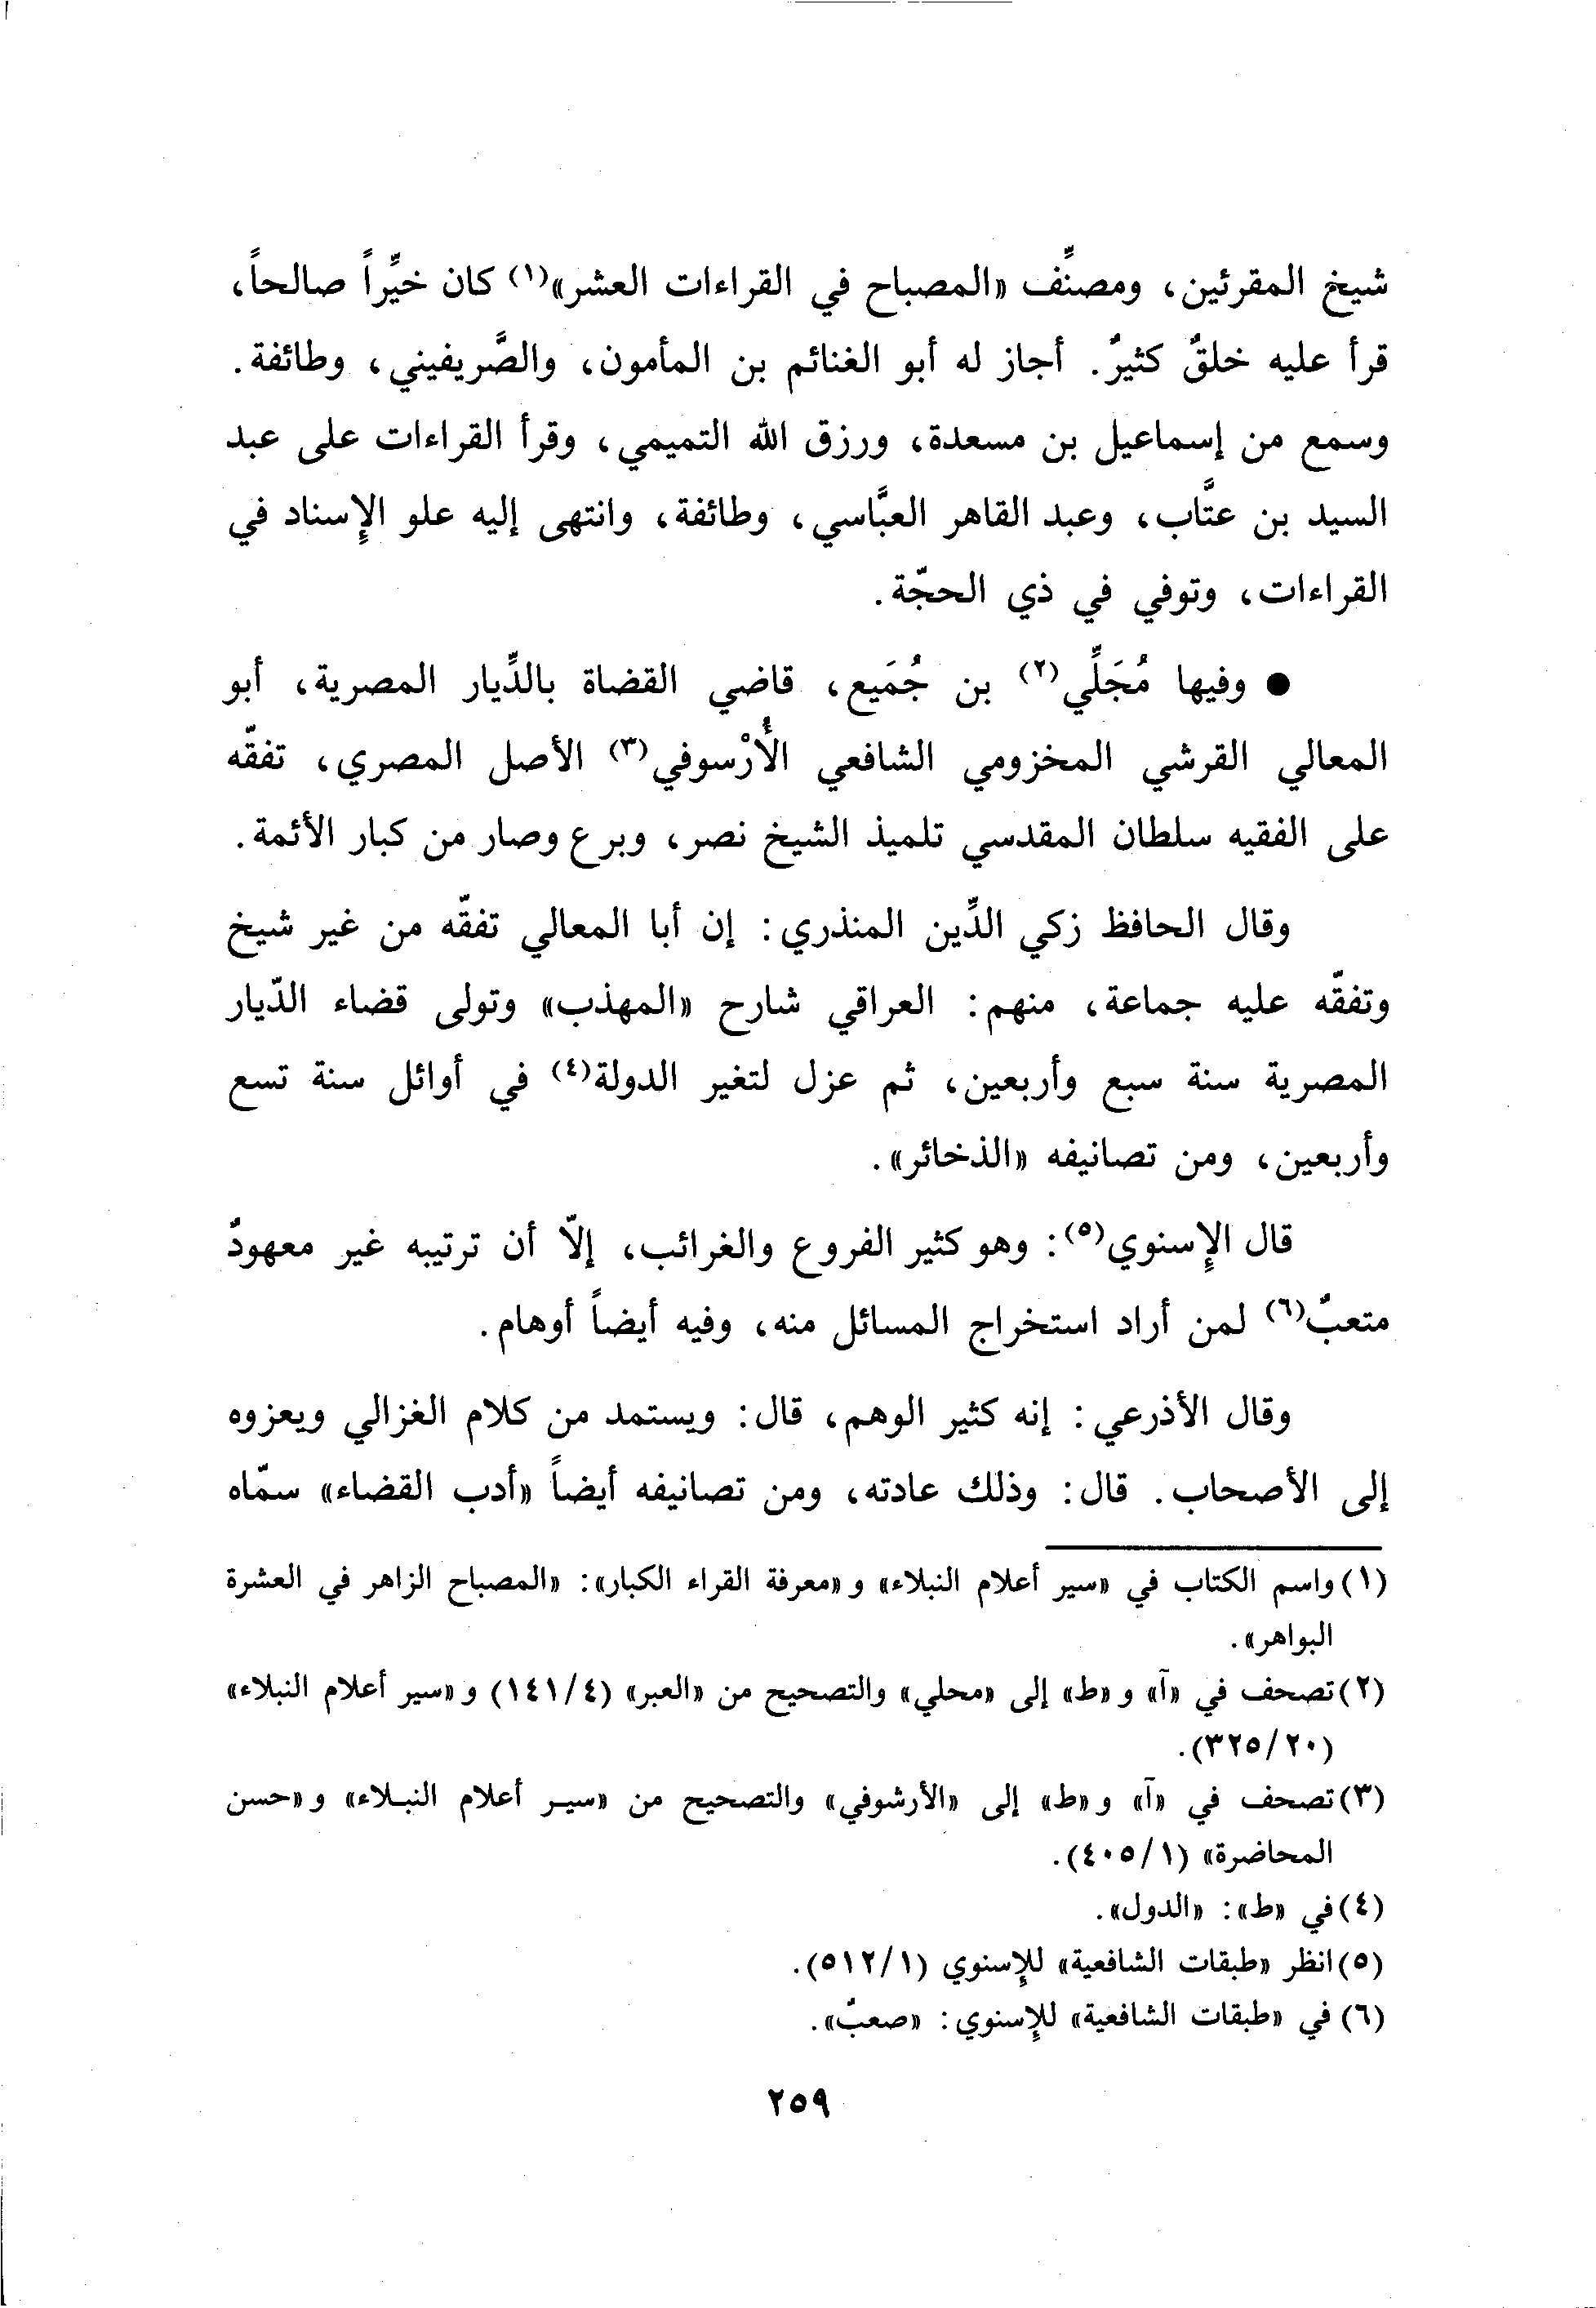 شيخ المقرئين، ومصنِّف «المصباح في القراءات العشر»(١) كان خيِّراً صالحاً،
قرأ عليه خلقٌ كثيرٌ. أجاز له أبو الغنائم بن المأمون، والصَّريفيني، وطائفة.
وسمع من إسماعيل بن مسعدة، ورزق الله التميمي، وقرأ القراءات على عبد
السيد بن عتَّاب، وعبد القاهر العبَّاسي، وطائفة، وانتهى إليه علو الإسناد في
القراءات، وتوفي في ذي الحجّة.
● وفيها مُجَلِّي(٢) بن جُمَيع، قاضي القضاة بالدِّيار المصرية، أبو
المعالي القرشي المخزومي الشافعي الأُرْسوفي(٣) الأصل المصري، تفقّه
على الفقيه سلطان المقدسي تلميذ الشيخ نصر، وبرع وصار من كبار الأئمة.
وقال الحافظ زكي الدِّين المنذري: إن أبا المعالي تفقّه من غير شيخ
وتفقّه عليه جماعة، منهم: العراقي شارح «المهذب» وتولى قضاء الدّيار
المصرية سنة سبع وأربعين، ثم عزل لتغير الدولة(٤) في أوائل سنة تسع
وأربعين، ومن تصانيفه «الذخائر».
قال الإسنوي(٥): وهو كثير الفروع والغرائب، إلّا أن ترتيبه غير معهودٌ
متعبٌ(٦) لمن أراد استخراج المسائل منه، وفيه أيضاً أوهام.
وقال الأذرعي: إنه كثير الوهم، قال: ويستمد من كلام الغزالي ويعزوه
إلى الأصحاب. قال: وذلك عادته، ومن تصانيفه أيضاً «أدب القضاء» سمّاه
(١) واسم الكتاب في «سير أعلام النبلاء» و«معرفة القراء الكبار»: «المصباح الزاهر في العشرة
البواهر».
(٢) تصحف في «آ» و«ط» إلى «محلي» والتصحيح من «العبر» (٤/١٤١) و«سير أعلام النبلاء»
(٢٠/٣٢٥).
(٣) تصحف في «آ» و«ط» إلى «الأرشوفي» والتصحيح من «سير أعلام النبلاء» و«حسن
المحاضرة» (١/٤٠٥).
(٤) في «ط»: «الدول».
(٥) انظر «طبقات الشافعية» للإسنوي (١/٥١٢).
(٦) في «طبقات الشافعية» للإسنوي: «صعبٌ».
٢٥٩